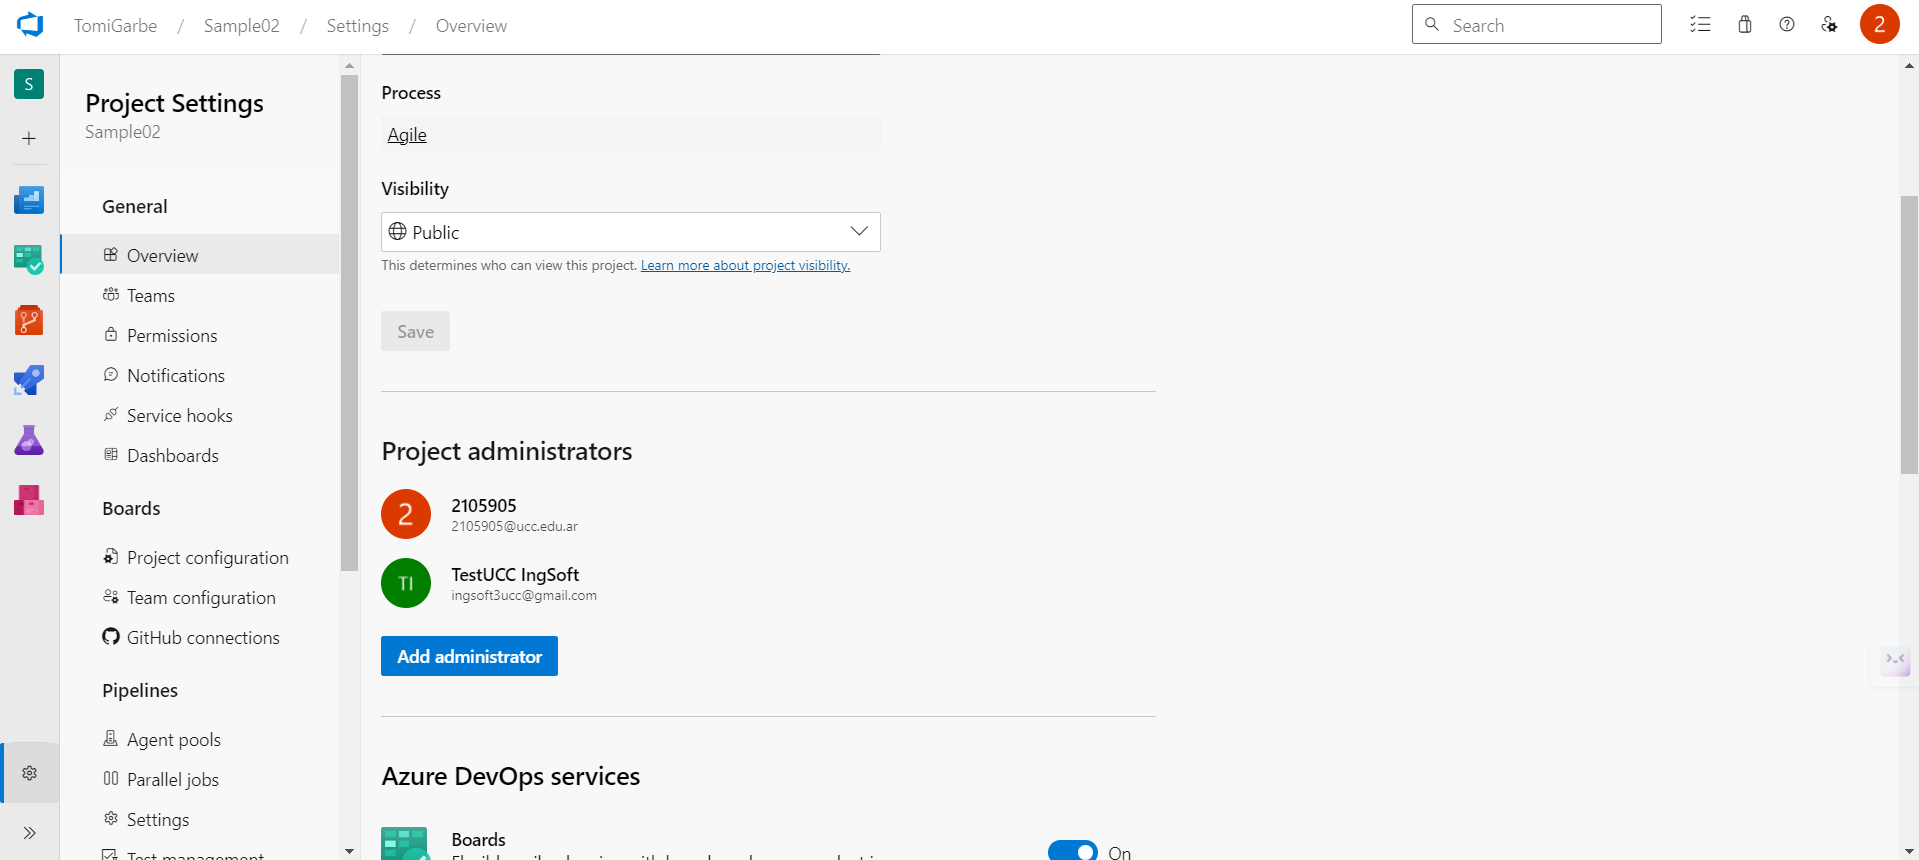 TomiGarbe / Sample02 / Settings / Overview
Search
2
S
Project Settings
Sample02
General
Overview
Teams
Permissions
Notifications
Service hooks
Dashboards
Boards
Project configuration
Team configuration
GitHub connections
Pipelines
Agent pools
Parallel jobs
Settings
Test management
Process
Agile
Visibility
Public
This determines who can view this project. Learn more about project visibility.
Save
Project administrators
2
2105905
2105905@ucc.edu.ar
TI
TestUCC IngSoft
ingsoft3ucc@gmail.com
Add administrator
Azure DevOps services
Boards
On